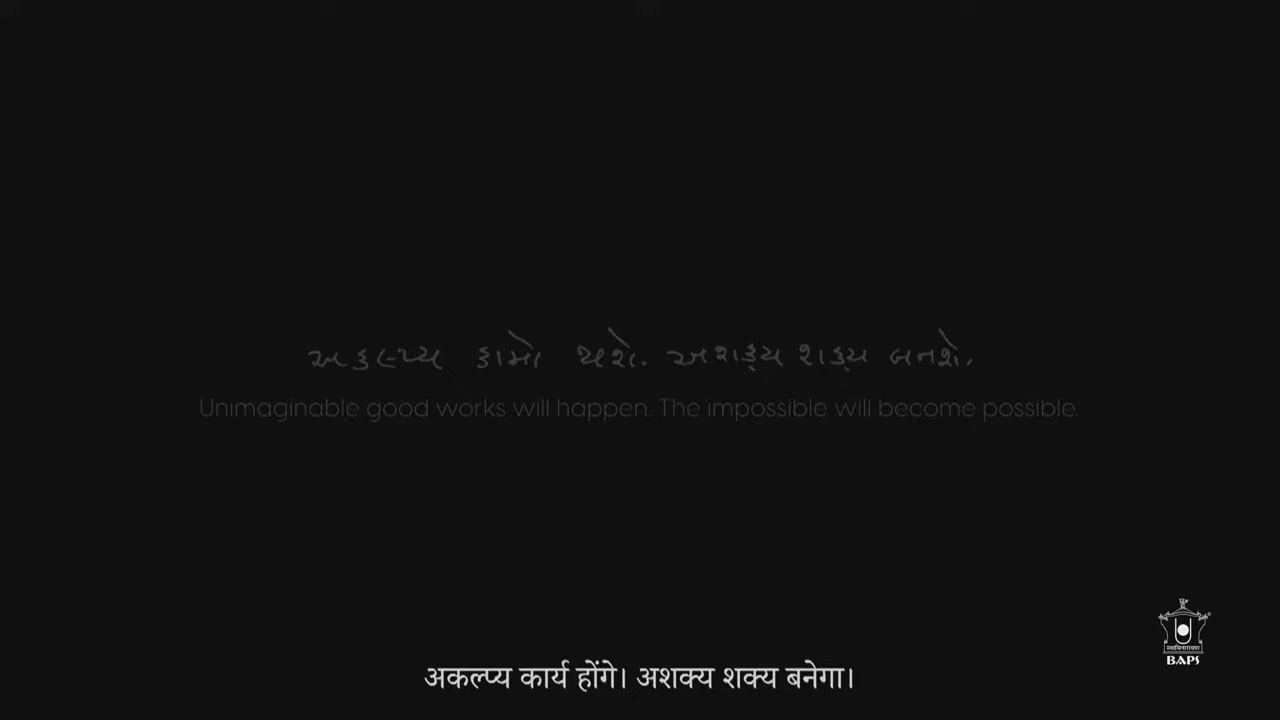 અકલ્પ્ય કામો થશે. અશક્ય શક્ય બનશે.
Unimaginable good works will happen. The impossible will become possible.
स्वामिनारायण
BAPS
अकल्प्य कार्य होंगे। अशक्य शक्य बनेगा।